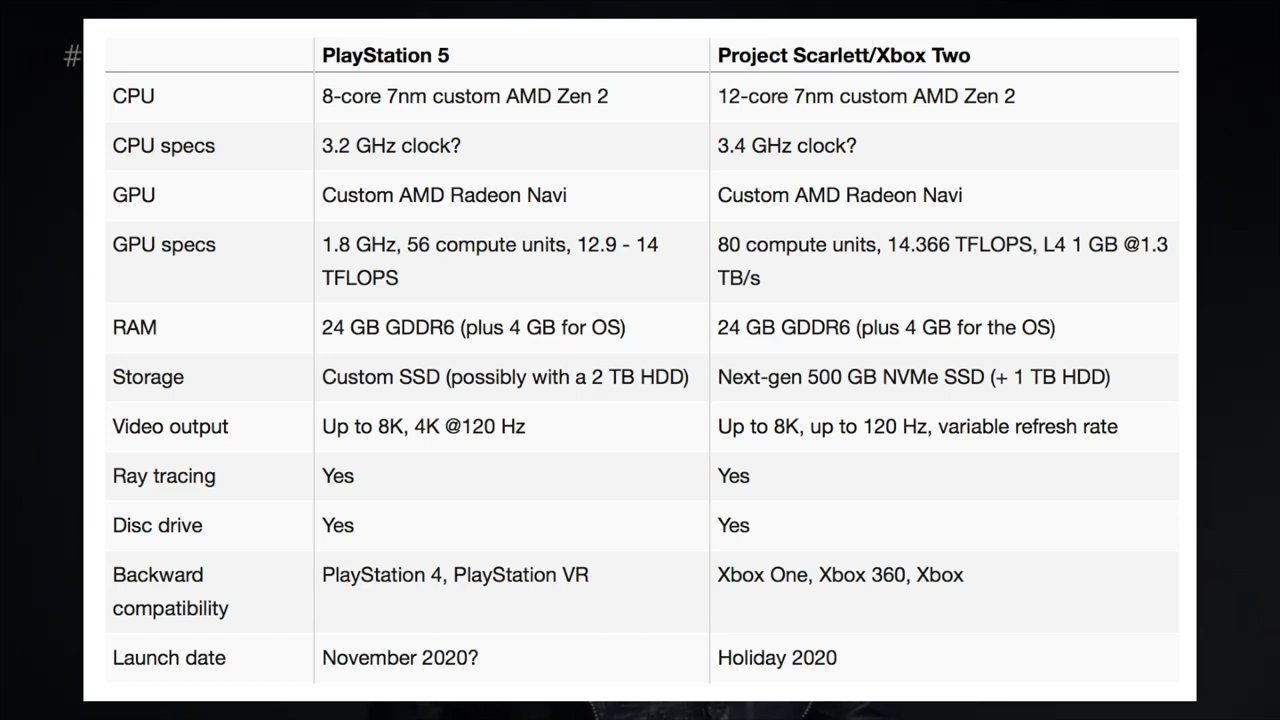 #
PlayStation 5 Project Scarlett/Xbox Two
CPU 8-core 7nm custom AMD Zen 2 12-core 7nm custom AMD Zen 2
CPU specs 3.2 GHz clock? 3.4 GHz clock?
GPU Custom AMD Radeon Navi Custom AMD Radeon Navi
GPU specs 1.8 GHz, 56 compute units, 12.9 - 14 80 compute units, 14.366 TFLOPS, L4 1 GB @1.3
TFLOPS TB/s
RAM 24 GB GDDR6 (plus 4 GB for OS) 24 GB GDDR6 (plus 4 GB for the OS)
Storage Custom SSD (possibly with a 2 TB HDD) Next-gen 500 GB NVMe SSD (+ 1 TB HDD)
Video output Up to 8K, 4K @120 Hz Up to 8K, up to 120 Hz, variable refresh rate
Ray tracing Yes Yes
Disc drive Yes Yes
Backward PlayStation 4, PlayStation VR Xbox One, Xbox 360, Xbox
compatibility
Launch date November 2020? Holiday 2020